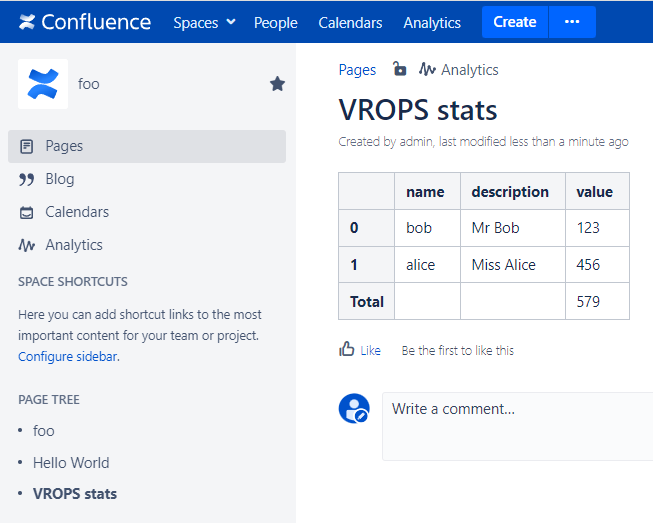 Confluence Spaces People Calendars Analytics Create ...
foo
Pages
Blog
Calendars
Analytics
SPACE SHORTCUTS
Here you can add shortcut links to the most
important content for your team or project.
Configure sidebar.
PAGE TREE
• foo
• Hello World
• VROPS stats
Pages Analytics
VROPS stats
Created by admin, last modified less than a minute ago
name description value
0 bob Mr Bob 123
1 alice Miss Alice 456
Total 579
Like Be the first to like this
Write a comment...